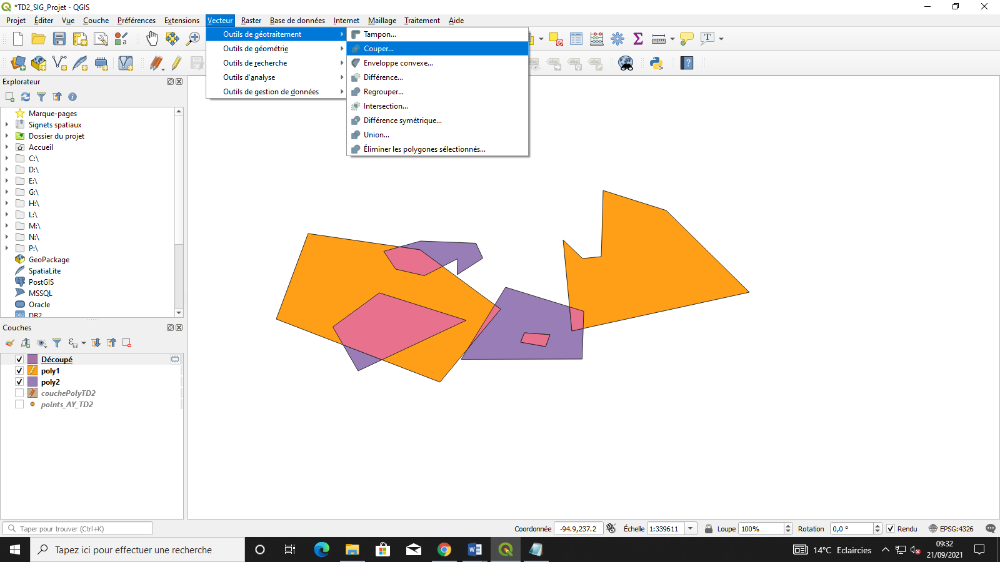 *TD2_SIG_Projet - QGIS
Projet Éditer Vue Couche Préférences Extensions Vecteur Raster Base de données Internet Maillage Traitement Aide
Outils de géotraitement
Outils de géométrie
Outils de recherche
Outils d'analyse
Outils de gestion de données
Tampon...
Couper...
Enveloppe convexe...
Différence...
Regrouper...
Intersection...
Différence symétrique...
Union...
Éliminer les polygones sélectionnés...
Explorateur
Marque-pages
Signets spatiaux
Dossier du projet
Accueil
C:\
D:\
E:\
G:\
H:\
L:\
M:\
N:\
P:\
GeoPackage
SpatiaLite
PostGIS
MSSQL
Oracle
DB2
Couches
Découpé
poly1
poly2
couchePolyTD2
points_AY_TD2
Taper pour trouver (Ctrl+K)
Coordonnée -94.9,237.2 Échelle 1:339611 Loupe 100% Rotation 0,0 ° Rendu EPSG:4326
Tapez ici pour effectuer une recherche
14°C Eclaircies
09:32
21/09/2021